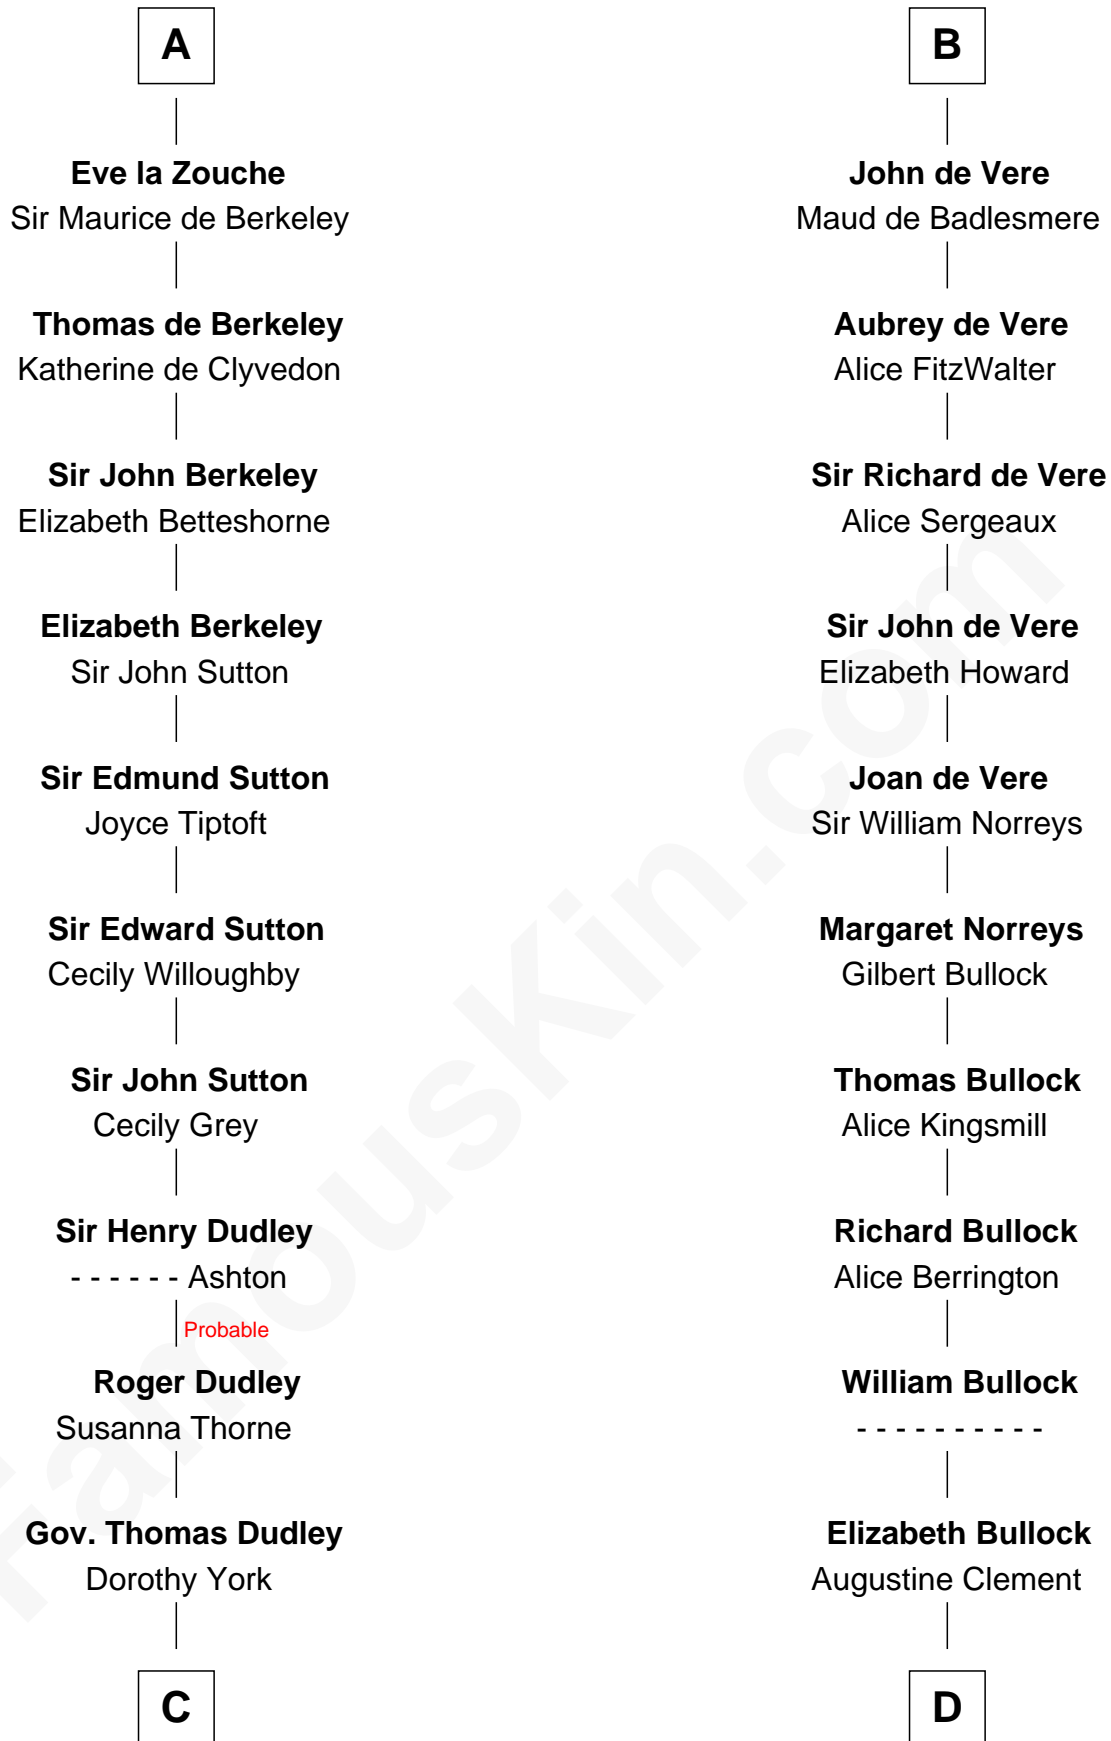 A
Eve la Zouche
Sir Maurice de Berkeley
Thomas de Berkeley
Katherine de Clyvedon
Sir John Berkeley
Elizabeth Betteshorne
Elizabeth Berkeley
Sir John Sutton
Sir Edmund Sutton
Joyce Tiptoft
Sir Edward Sutton
Cecily Willoughby
Sir John Sutton
Cecily Grey
Sir Henry Dudley
- - - - - - Ashton
Probable
Roger Dudley
Susanna Thorne
Gov. Thomas Dudley
Dorothy York
C
B
John de Vere
Maud de Badlesmere
Aubrey de Vere
Alice FitzWalter
Sir Richard de Vere
Alice Sergeaux
Sir John de Vere
Elizabeth Howard
Joan de Vere
Sir William Norreys
Margaret Norreys
Gilbert Bullock
Thomas Bullock
Alice Kingsmill
Richard Bullock
Alice Berrington
William Bullock
- - - - - - - - - -
Elizabeth Bullock
Augustine Clement
D
FamousKin.com